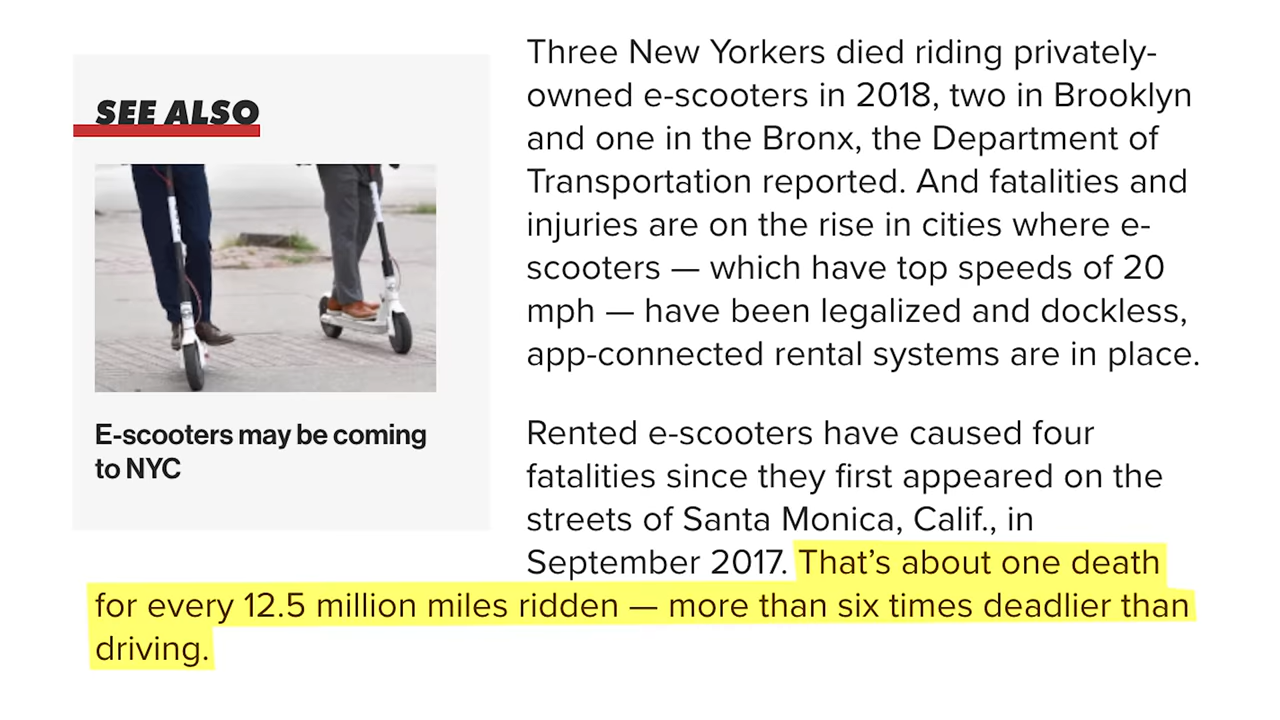 SEE ALSO
E-scooters may be coming
to NYC
Three New Yorkers died riding privately-
owned e-scooters in 2018, two in Brooklyn
and one in the Bronx, the Department of
Transportation reported. And fatalities and
injuries are on the rise in cities where e-
scooters — which have top speeds of 20
mph — have been legalized and dockless,
app-connected rental systems are in place.
Rented e-scooters have caused four
fatalities since they first appeared on the
streets of Santa Monica, Calif., in
September 2017. That’s about one death
for every 12.5 million miles ridden — more than six times deadlier than
driving.